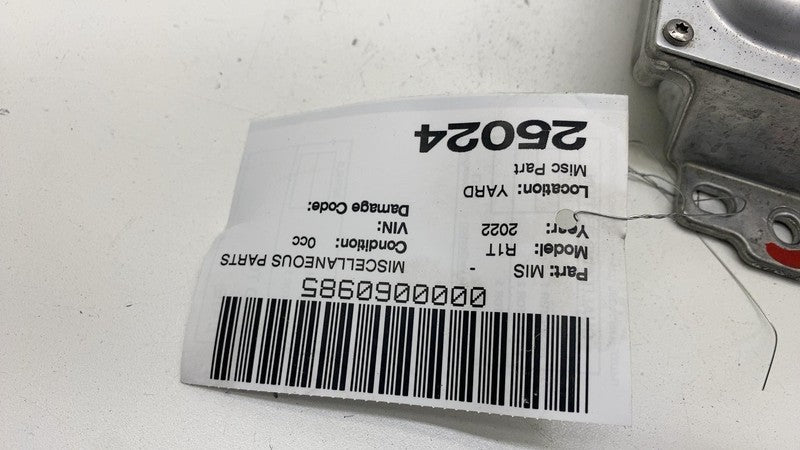 0000060985
Part: MIS - MISCELLANEOUS PARTS
Model: R1T Condition: 0cc
Year: 2022 VIN:
Damage Code:
Location: YARD
Misc Part
25024